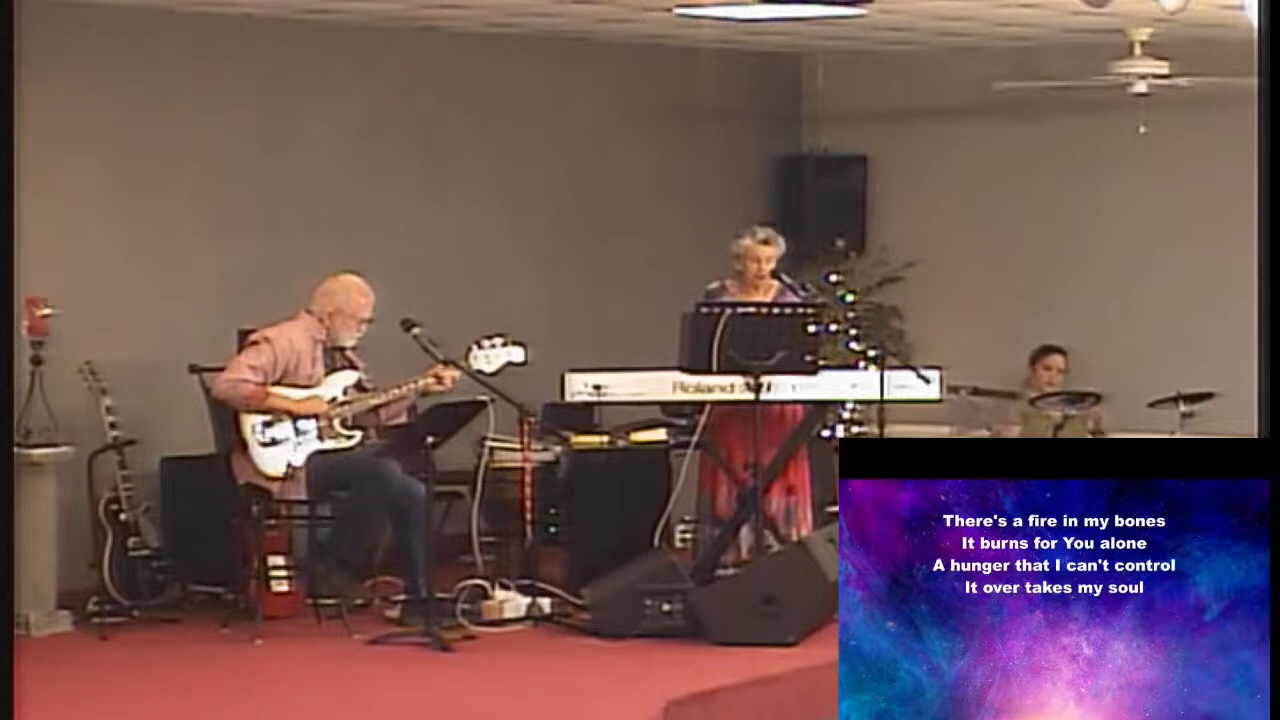 Roland
There's a fire in my bones
It burns for You alone
A hunger that I can't control
It over takes my soul